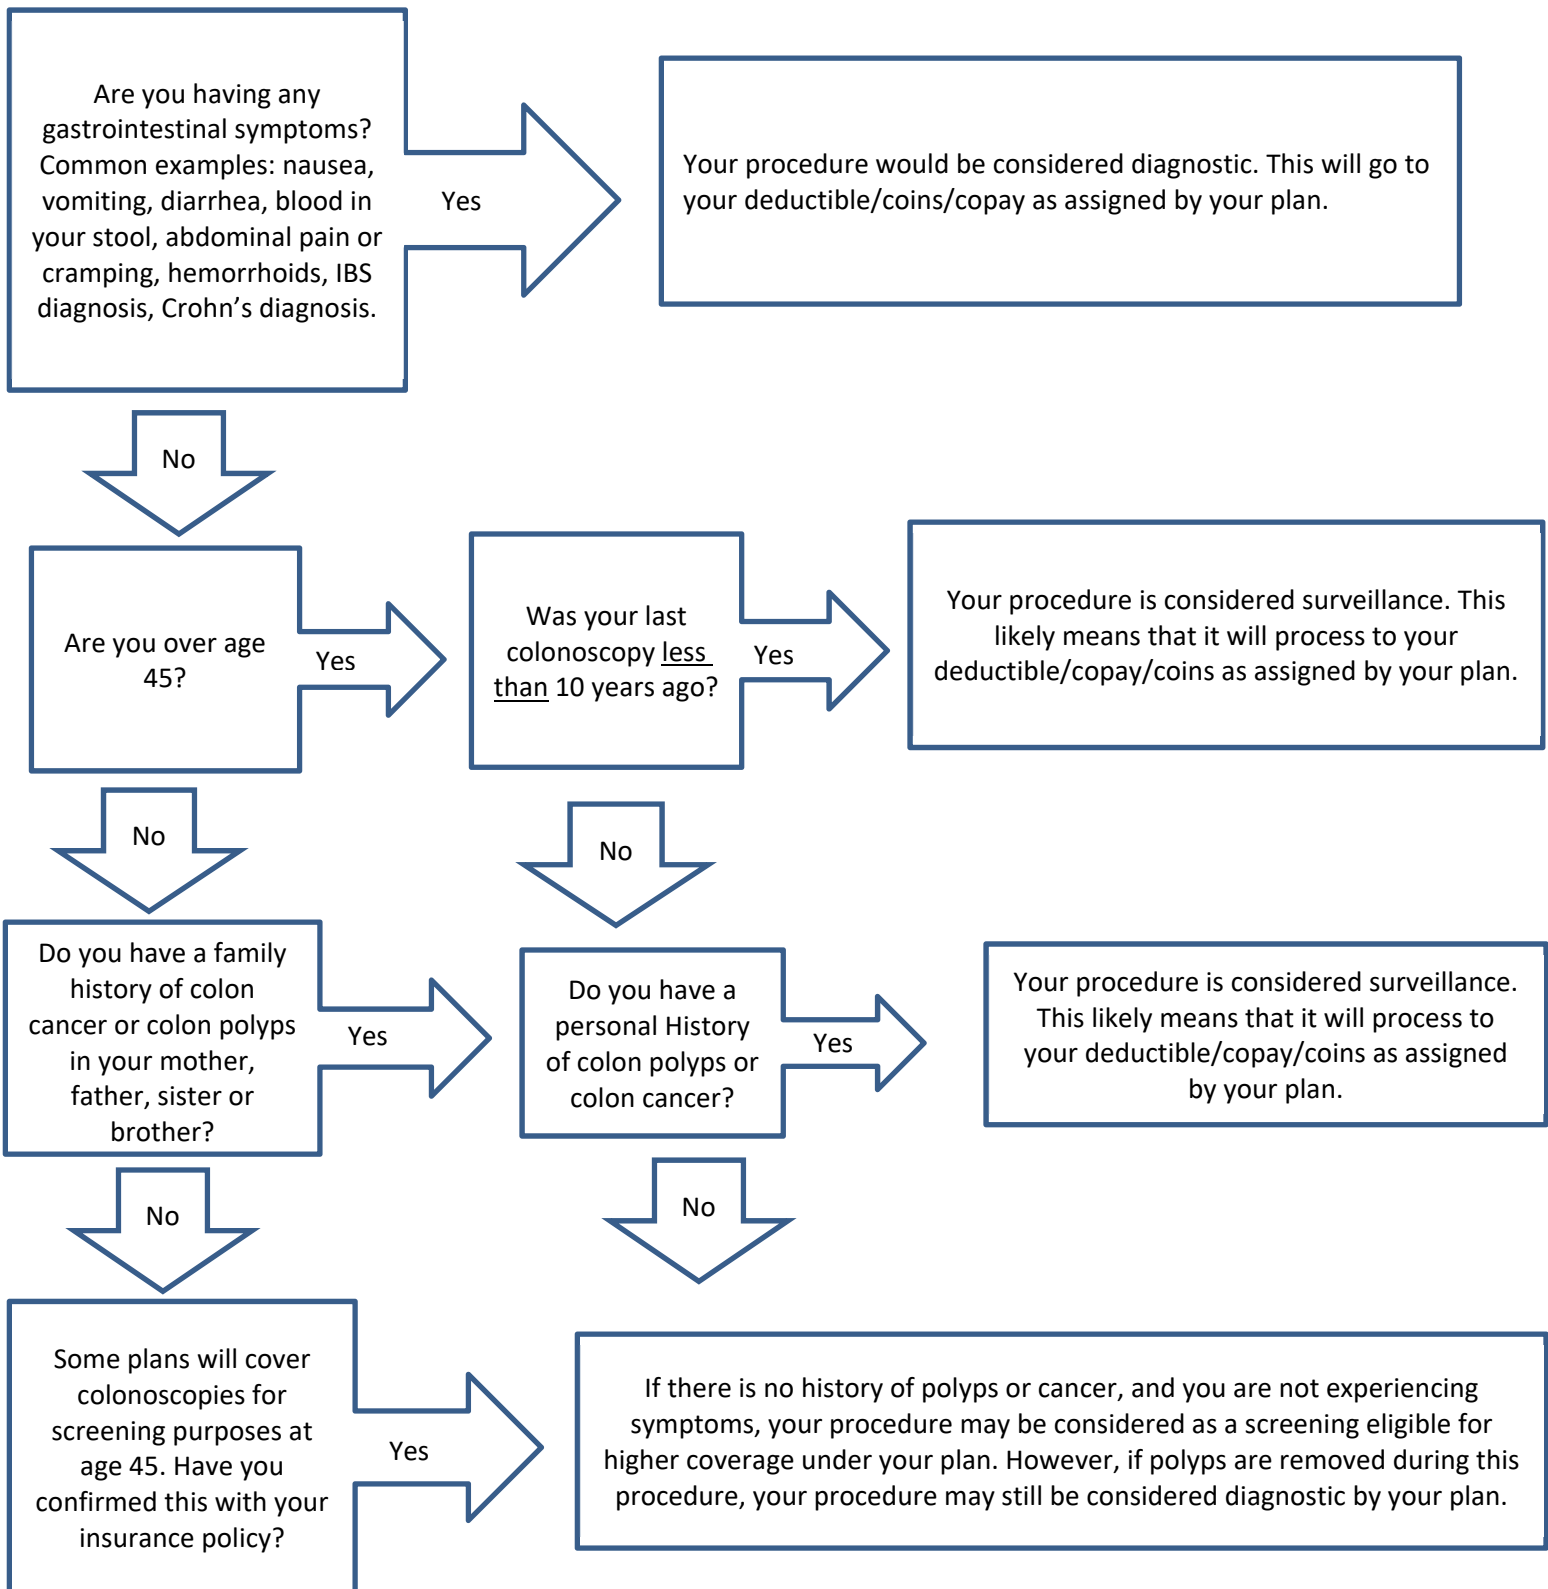 Are you having any
gastrointestinal symptoms?
Common examples: nausea,
vomiting, diarrhea, blood in
your stool, abdominal pain or
cramping, hemorrhoids, IBS
diagnosis, Crohn’s diagnosis.
Yes
Your procedure would be considered diagnostic. This will go to
your deductible/coins/copay as assigned by your plan.
No
Are you over age
45?
Yes
Was your last
colonoscopy less
than 10 years ago?
Yes
Your procedure is considered surveillance. This
likely means that it will process to your
deductible/copay/coins as assigned by your plan.
No
No
Do you have a family
history of colon
cancer or colon polyps
in your mother,
father, sister or
brother?
Yes
Do you have a
personal History
of colon polyps or
colon cancer?
Yes
Your procedure is considered surveillance.
This likely means that it will process to
your deductible/copay/coins as assigned
by your plan.
No
No
Some plans will cover
colonoscopies for
screening purposes at
age 45. Have you
confirmed this with your
insurance policy?
Yes
If there is no history of polyps or cancer, and you are not experiencing
symptoms, your procedure may be considered as a screening eligible for
higher coverage under your plan. However, if polyps are removed during this
procedure, your procedure may still be considered diagnostic by your plan.